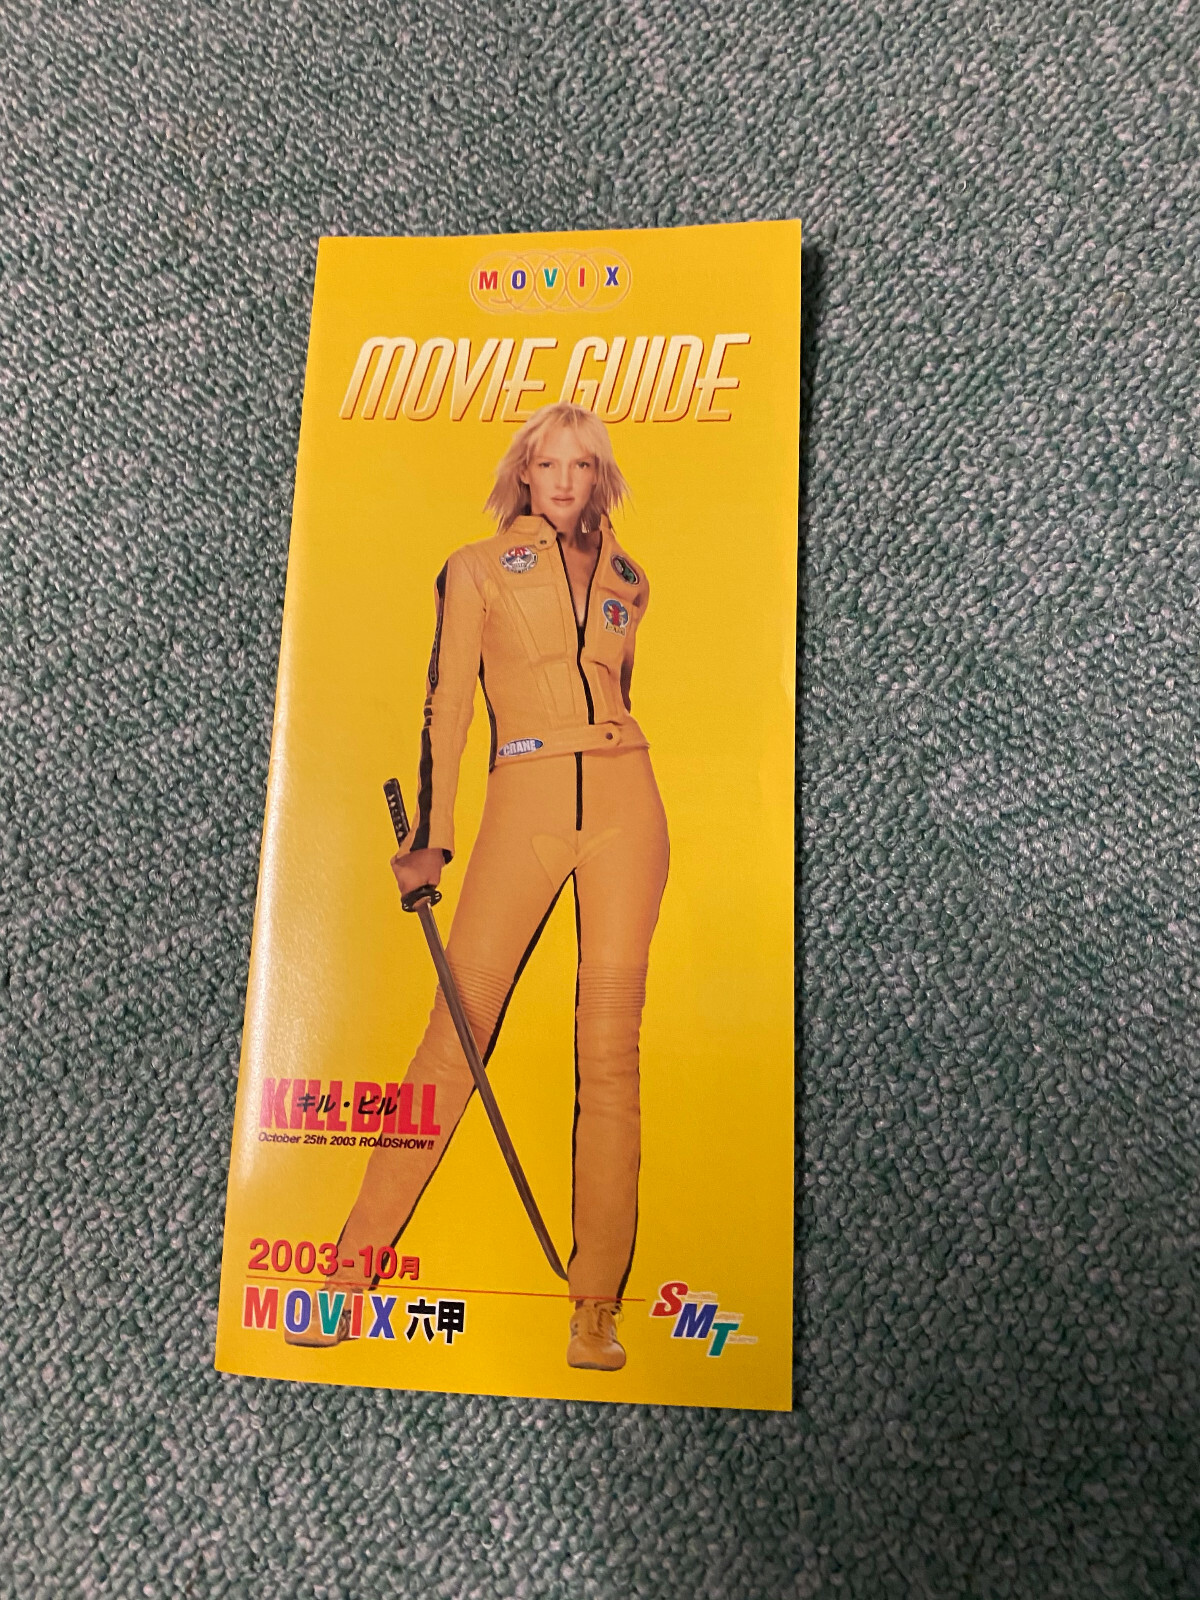 MOVIX
MOVIE GUIDE
CRANE
KILL BILL
キル・ビル
October 25th 2003 ROADSHOW!!
2003-10月
MOVIX 六甲
SMT